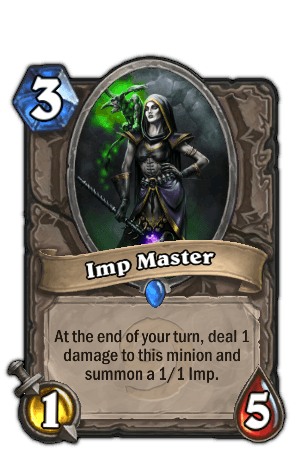 3
Imp Master
At the end of your turn, deal 1
damage to this minion and
summon a 1/1 Imp.
1
5